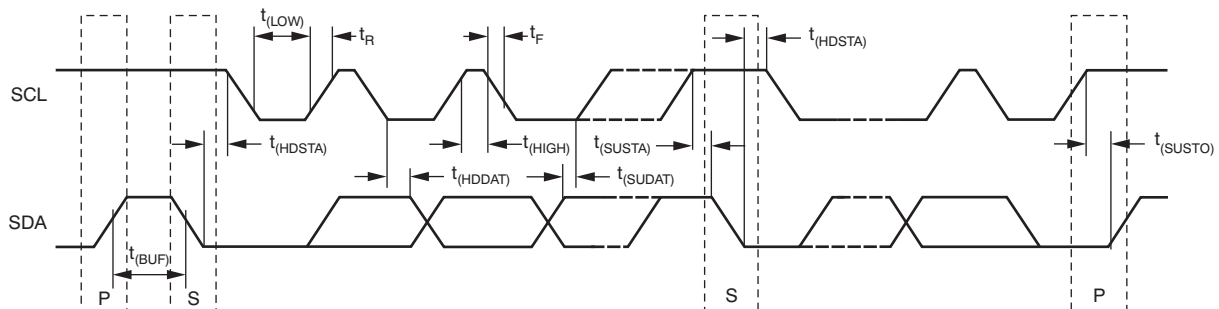 t(LOW)
tR
tF
t(HDSTA)
SCL
t(HDSTA)
t(HIGH)
t(SUSTA)
t(SUSTO)
t(HDDAT)
t(SUDAT)
SDA
t(BUF)
P
S
S
P